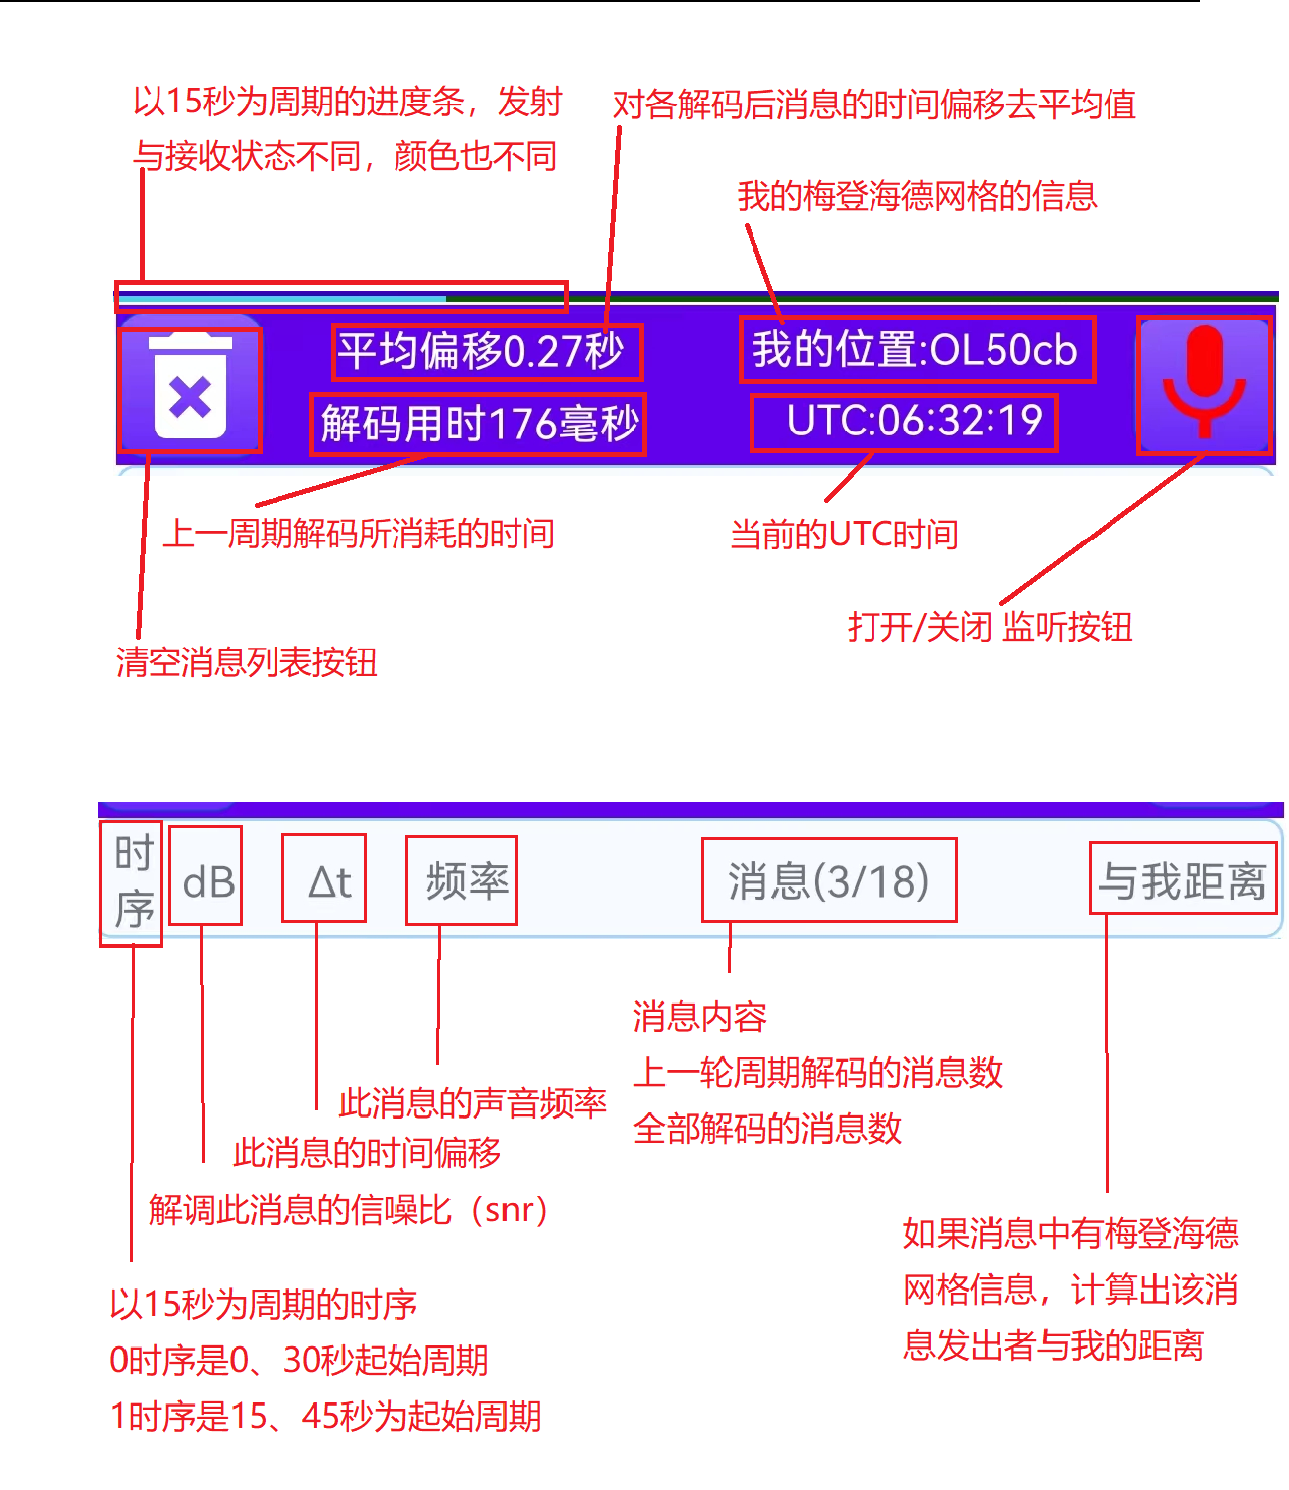 以15秒为周期的进度条，发射
与接收状态不同，颜色也不同
对各解码后消息的时间偏移去平均值
我的梅登海德网格的信息
平均偏移0.27秒
我的位置:OL50cb
解码用时176毫秒
UTC:06:32:19
上一周期解码所消耗的时间
当前的UTC时间
打开/关闭 监听按钮
清空消息列表按钮
时
序
dB
Δt
频率
消息(3/18)
与我距离
消息内容
上一轮周期解码的消息数
全部解码的消息数
此消息的声音频率
此消息的时间偏移
解调此消息的信噪比（snr）
如果消息中有梅登海德
网格信息，计算出该消
息发出者与我的距离
以15秒为周期的时序
0时序是0、30秒起始周期
1时序是15、45秒为起始周期